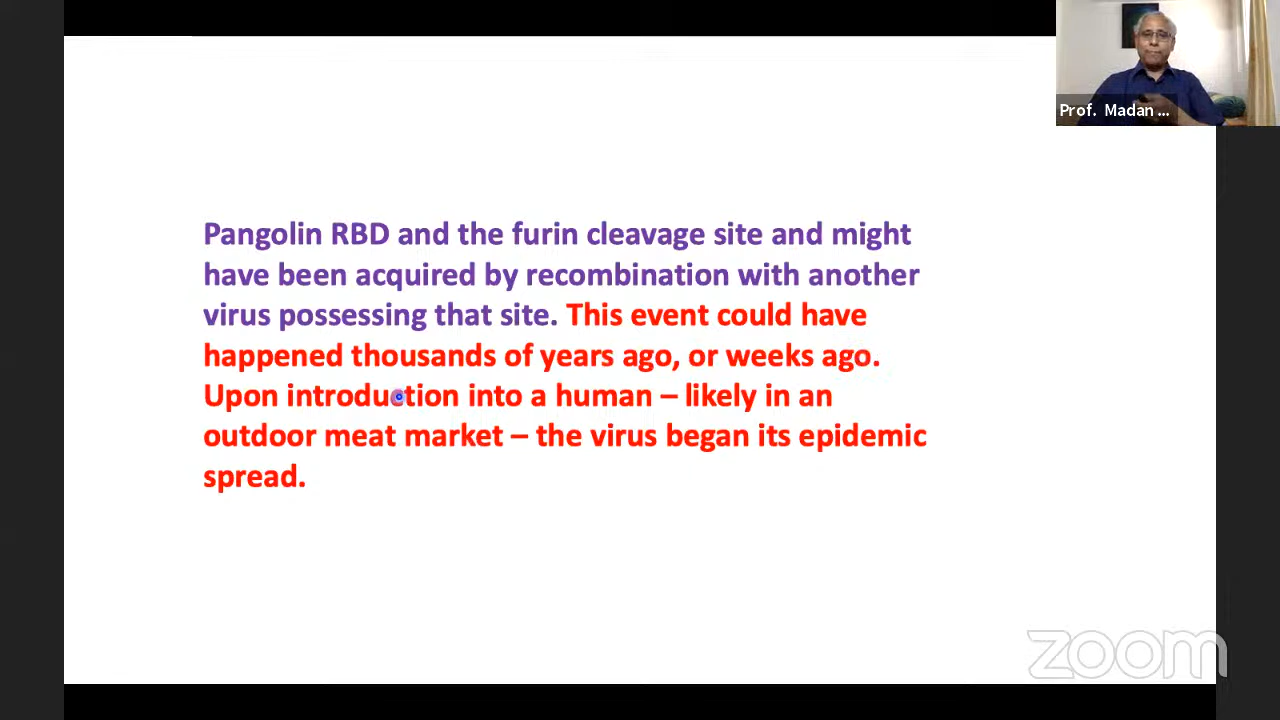 Prof. Madan ...
Pangolin RBD and the furin cleavage site and might
have been acquired by recombination with another
virus possessing that site. This event could have
happened thousands of years ago, or weeks ago.
Upon introduction into a human – likely in an
outdoor meat market – the virus began its epidemic
spread.
zoom